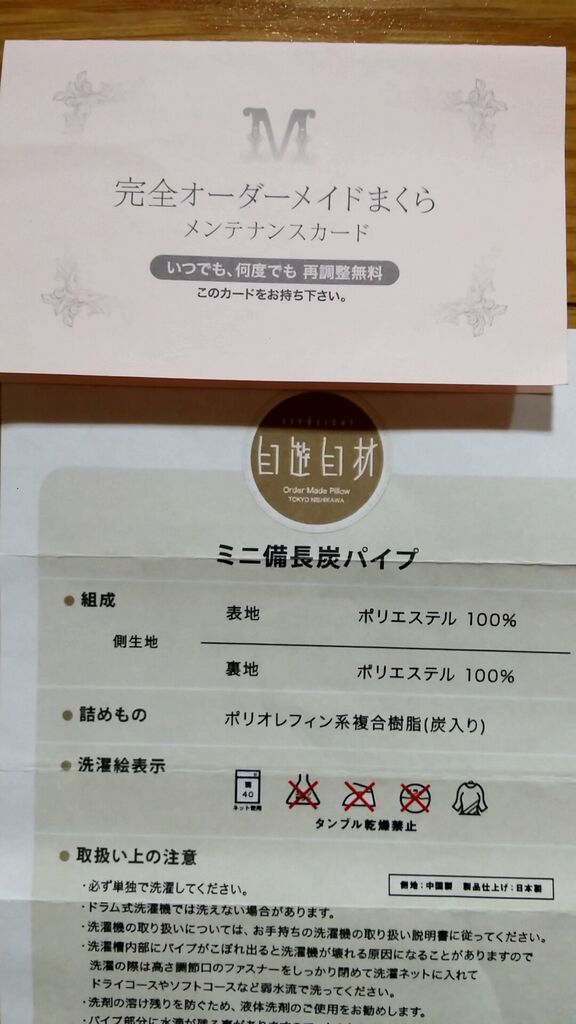 M
完全オーダーメイドまくら
メンテナンスカード
いつでも、何度でも 再調整無料
このカードをお持ち下さい。
JIYŪJIZAI
自遊自材
Order Made Pillow
TOKYO NISHIKAWA
ミニ備長炭パイプ
●組成
側生地
表地 ポリエステル 100%
裏地 ポリエステル 100%
●詰めもの ポリオレフィン系複合樹脂(炭入り)
●洗濯絵表示
弱
40
ネット使用
タンブル乾燥禁止
●取扱い上の注意
側地:中国製 製品仕上げ:日本製
・必ず単独で洗濯してください。
・ドラム式洗濯機では洗えない場合があります。
・洗濯機の取り扱いについては、お手持ちの洗濯機の取り扱い説明書に従ってください。
・洗濯槽内部にパイプがこぼれ出ると洗濯機が壊れる原因になることがありますので
洗濯の際は高さ調節口のファスナーをしっかり閉めて洗濯ネットに入れて
ドライコースやソフトコースなど弱水流で洗ってください。
・洗剤の溶け残りを防ぐため、液体洗剤のご使用をお勧めします。